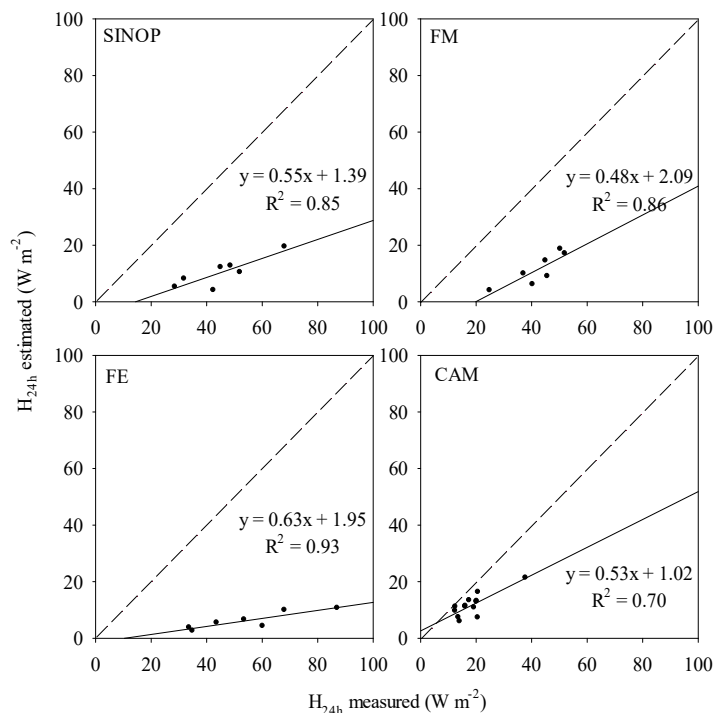 SINOP
100
80
60
40
20
0
y = 0.55x + 1.39
R² = 0.85
0 20 40 60 80 100
FM
100
80
60
40
20
0
y = 0.48x + 2.09
R² = 0.86
0 20 40 60 80 100
H24h estimated (W m-2)
FE
100
80
60
40
20
0
y = 0.63x + 1.95
R² = 0.93
0 20 40 60 80 100
CAM
100
80
60
40
20
0
y = 0.53x + 1.02
R² = 0.70
0 20 40 60 80 100
H24h measured (W m-2)